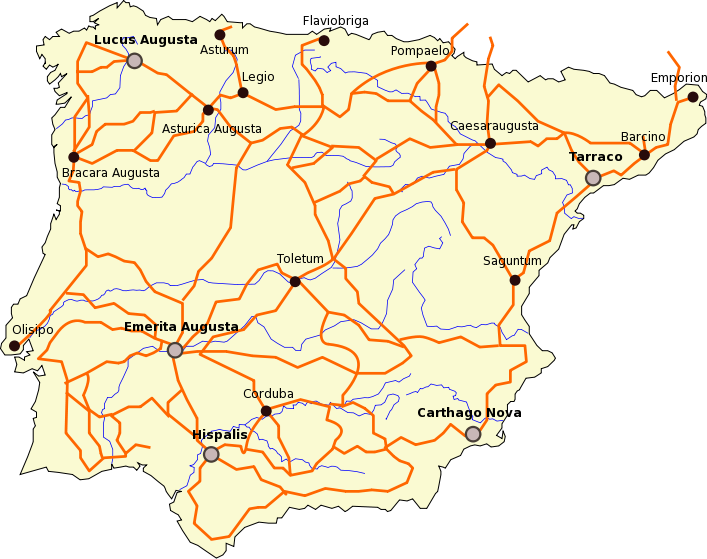 Flaviobriga
Lucus Augusta
Asturum
Pompaelo
Legio
Emporion
Asturica Augusta
Caesaraugusta
Barcino
Tarraco
Bracara Augusta
Toletum
Saguntum
Olisipo
Emerita Augusta
Corduba
Carthago Nova
Hispalis